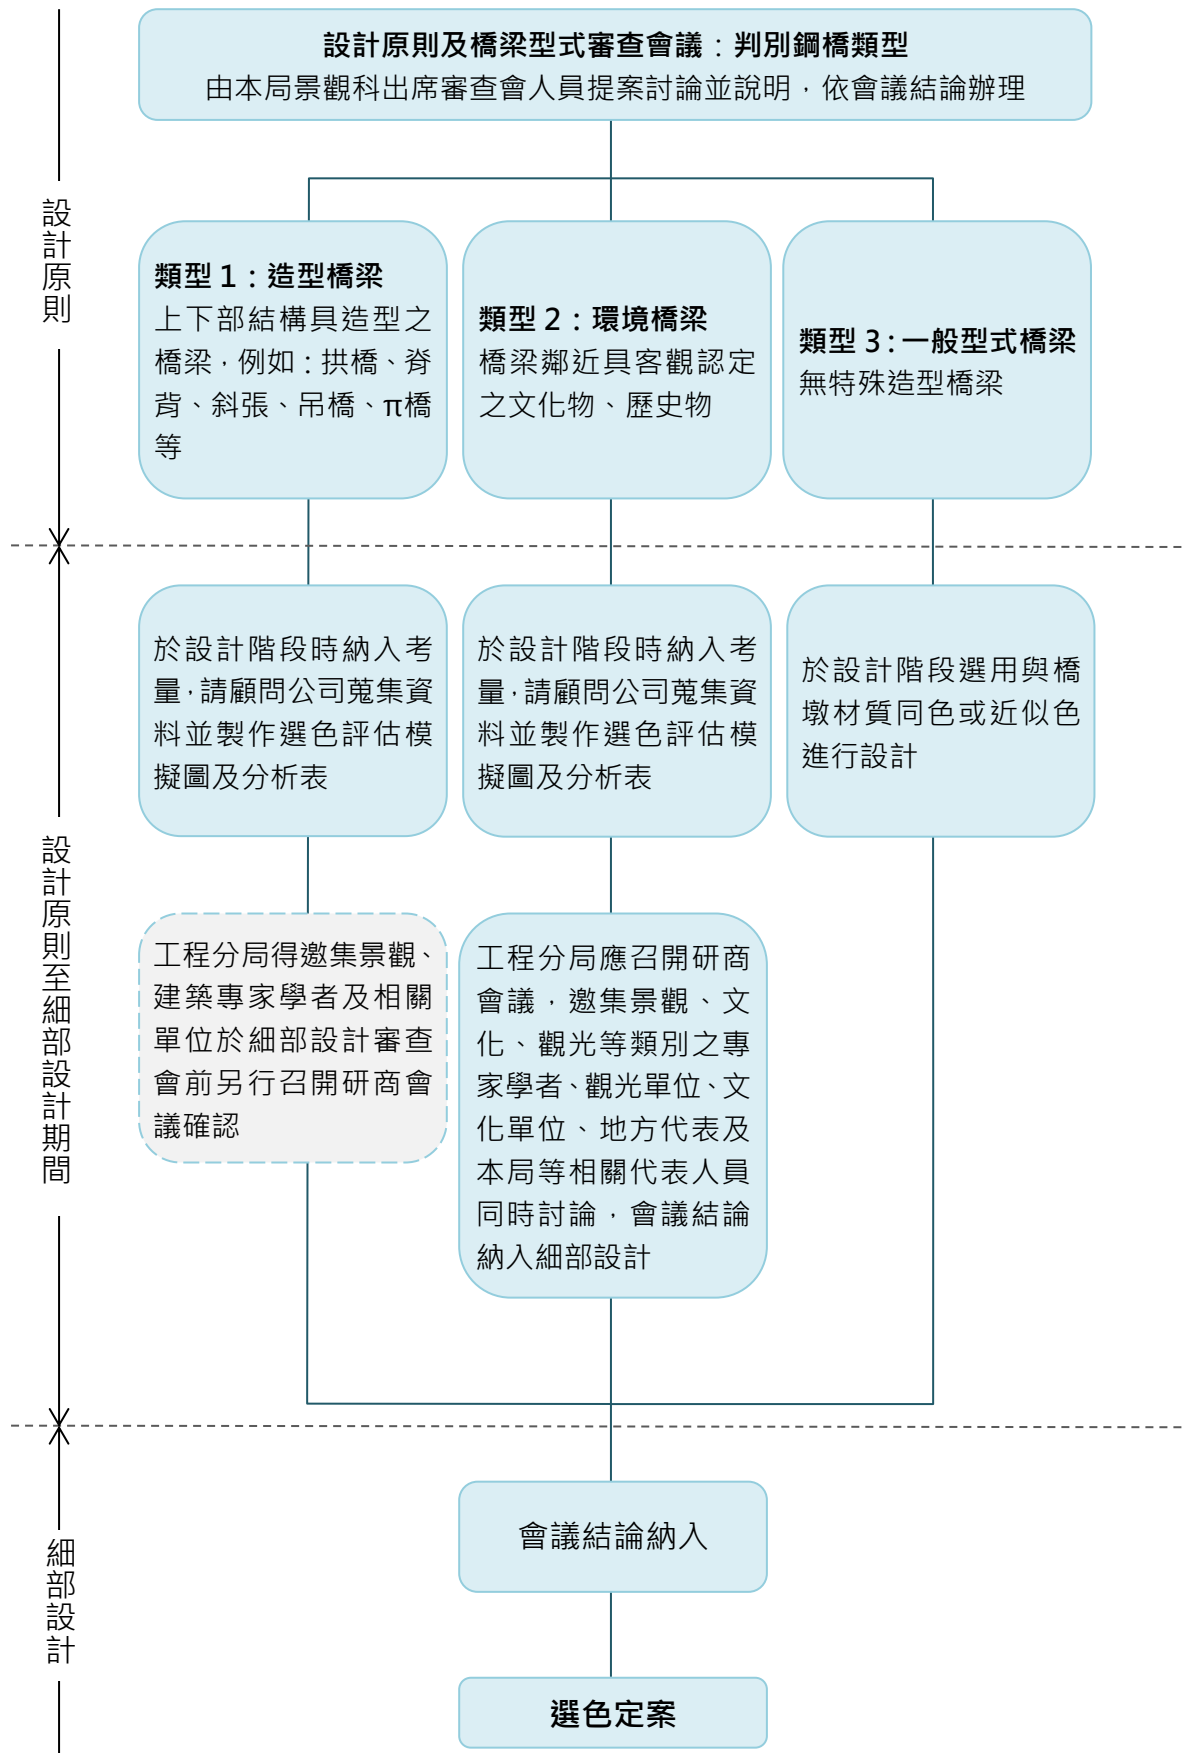 設計原則及橋梁型式審查會議：判別鋼橋類型
由本局景觀科出席審查會人員提案討論並說明，依會議結論辦理
設計原則
類型 1：造型橋梁
上下部結構具造型之
橋梁，例如：拱橋、脊
背、斜張、吊橋、π橋
等
類型 2：環境橋梁
橋梁鄰近具客觀認定
之文化物、歷史物
類型 3：一般型式橋梁
無特殊造型橋梁
設計原則至細部設計期間
於設計階段時納入考
量，請顧問公司蒐集資
料並製作選色評估模
擬圖及分析表
於設計階段時納入考
量，請顧問公司蒐集資
料並製作選色評估模
擬圖及分析表
於設計階段選用與橋
墩材質同色或近似色
進行設計
工程分局得邀集景觀、
建築專家學者及相關
單位於細部設計審查
會前另行召開研商會
議確認
工程分局應召開研商
會議，邀集景觀、文
化、觀光等類別之專
家學者、觀光單位、文
化單位、地方代表及
本局等相關代表人員
同時討論，會議結論
納入細部設計
細部設計
會議結論納入
選色定案